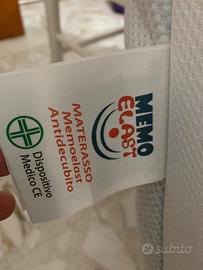 MEMO
ELAST
MATERASSO
Memoelast
Antidecubito
Dispositivo
Medico CE
subito